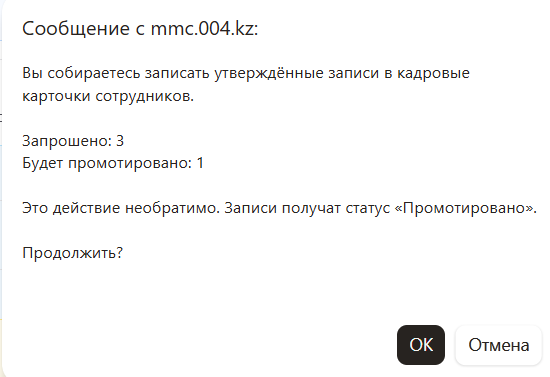 Сообщение с mmc.004.kz:
Вы собираетесь записать утверждённые записи в кадровые
карточки сотрудников.
Запрошено: 3
Будет промотировано: 1
Это действие необратимо. Записи получат статус «Промотировано».
Продолжить?
ОК
Отмена